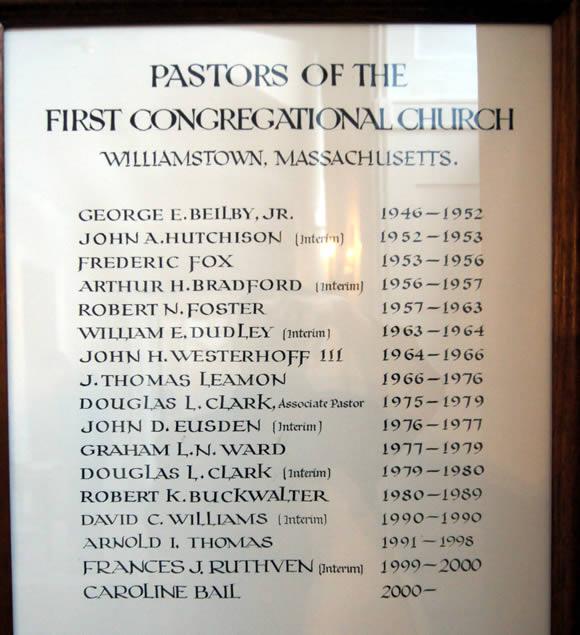 PASTORS OF THE
FIRST CONGREGATIONAL CHURCH
WILLIAMSTOWN, MASSACHUSETTS.
GEORGE E. BEILBY, JR. 1946-1952
JOHN A. HUTCHISON [Interim] 1952-1953
FREDERIC FOX 1953-1956
ARTHUR H. BRADFORD [Interim] 1956-1957
ROBERT N. FOSTER 1957-1963
WILLIAM E. DUDLEY [Interim] 1963-1964
JOHN H. WESTERHOFF III 1964-1966
J. THOMAS LEAMON 1966-1976
DOUGLAS L. CLARK, Associate Pastor 1975-1979
JOHN D. EUSDEN [Interim] 1976-1977
GRAHAM L.N. WARD 1977-1979
DOUGLAS L. CLARK [Interim] 1979-1980
ROBERT K. BUCKWALTER 1980-1989
DAVID C. WILLIAMS [Interim] 1990-1990
ARNOLD I. THOMAS 1991-1998
FRANCES J. RUTHVEN [Interim] 1999-2000
CAROLINE BAIL 2000-